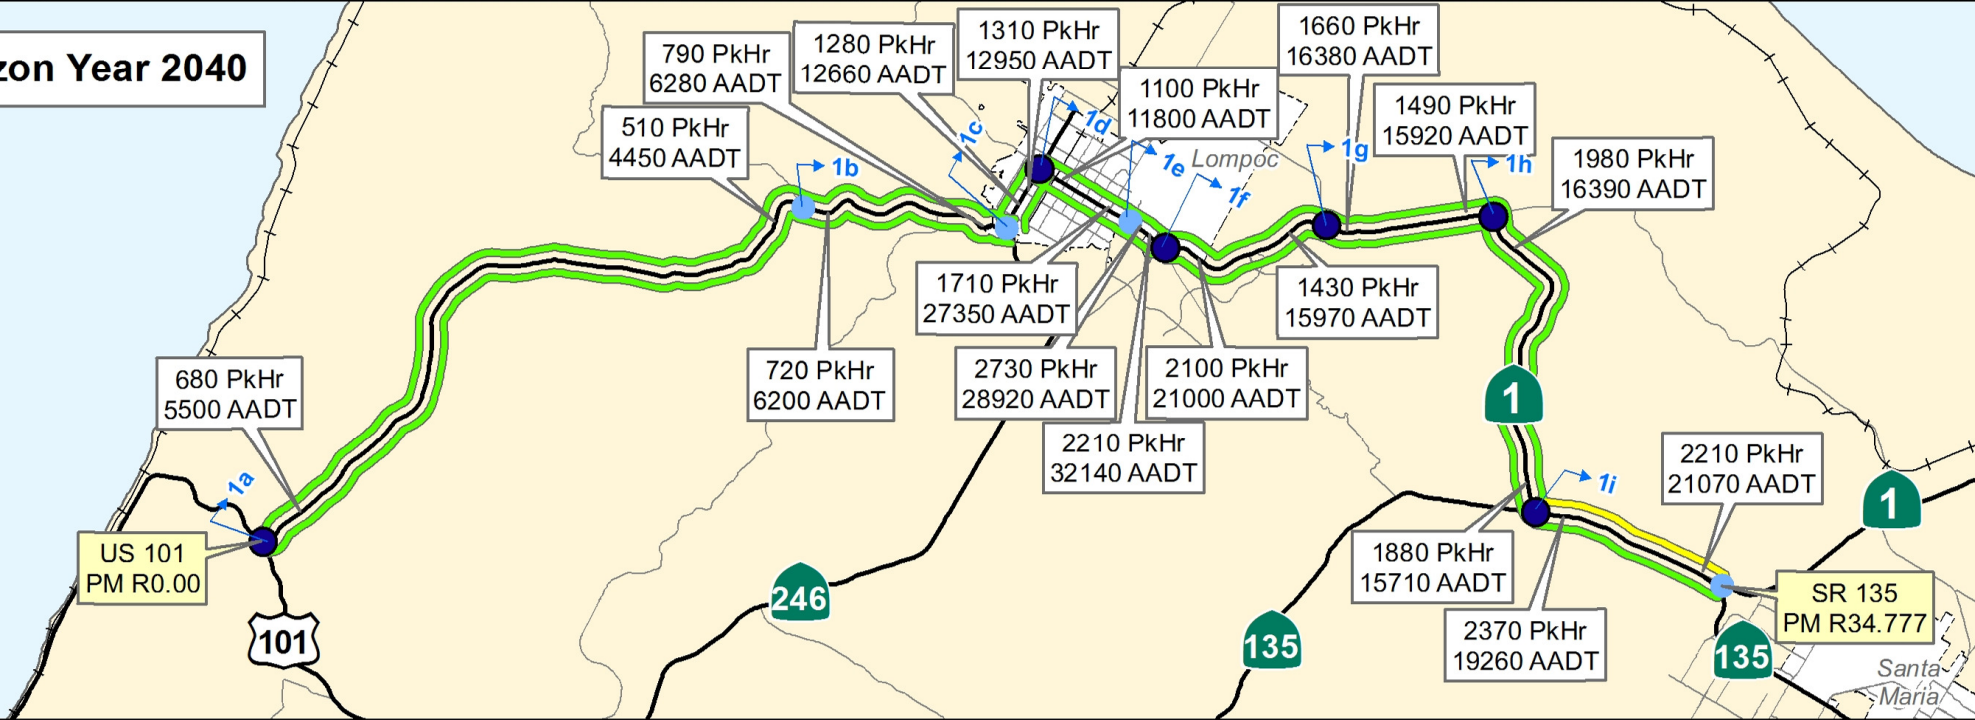 zon Year 2040
790 PkHr
6280 AADT
1280 PkHr
12660 AADT
1310 PkHr
12950 AADT
1660 PkHr
16380 AADT
1100 PkHr
11800 AADT
1490 PkHr
15920 AADT
510 PkHr
4450 AADT
1980 PkHr
16390 AADT
1b
1c
1d
1e
Lompoc
1f
1g
1h
1710 PkHr
27350 AADT
1430 PkHr
15970 AADT
680 PkHr
5500 AADT
720 PkHr
6200 AADT
2730 PkHr
28920 AADT
2100 PkHr
21000 AADT
1
2210 PkHr
32140 AADT
2210 PkHr
21070 AADT
1a
1i
1
US 101
PM R0.00
1880 PkHr
15710 AADT
246
SR 135
PM R34.777
101
135
2370 PkHr
19260 AADT
135
Santa
Maria